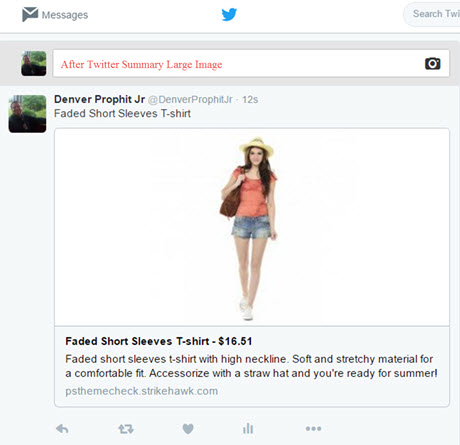 Messages
Search Twi
After Twitter Summary Large Image
Denver Prophit Jr @DenverProphitJr · 12s
Faded Short Sleeves T-shirt
Faded Short Sleeves T-shirt - $16.51
Faded short sleeves t-shirt with high neckline. Soft and stretchy material for
a comfortable fit. Accessorize with a straw hat and you're ready for summer!
psthemecheck.strikehawk.com